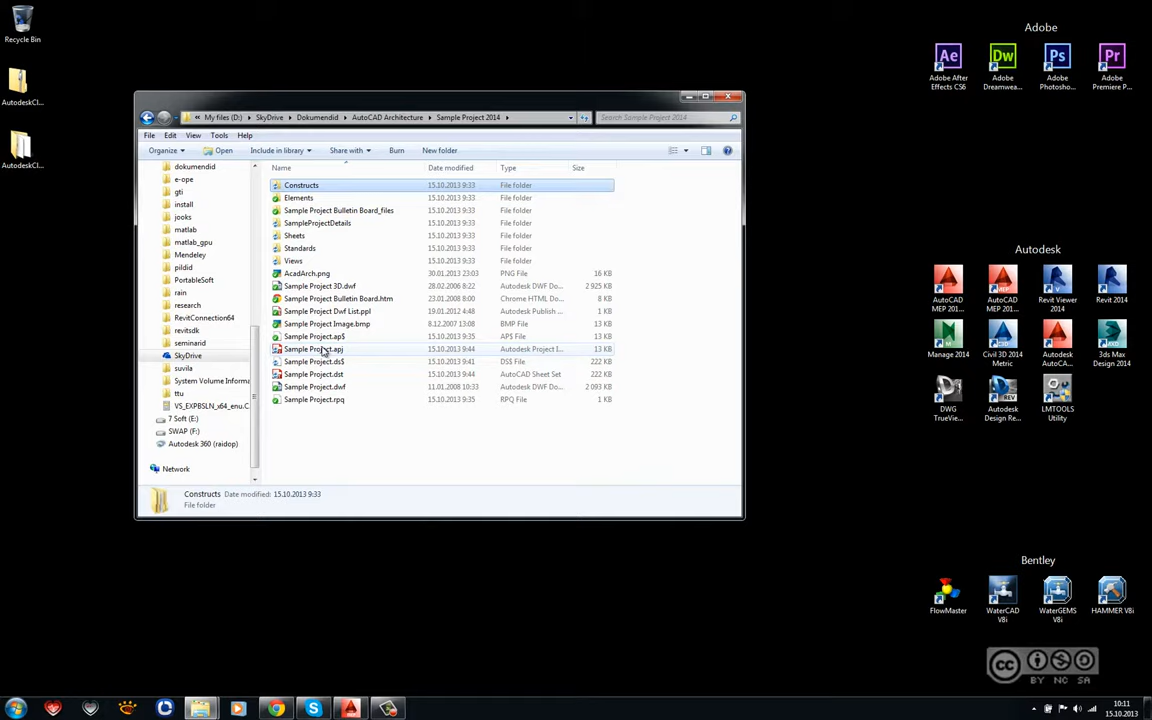 Recycle Bin
AutodeskCl...
AutodeskCl...
Adobe
Adobe After Effects CS6
Adobe Dreamwea...
Adobe Photosho...
Adobe Premiere P...
Autodesk
AutoCAD MEP 201...
AutoCAD MEP 201...
Revit Viewer 2014
Revit 2014
Manage 2014
Civil 3D 2014 Metric
Autodesk AutoCAD 2014
3ds Max Design 2014
DWG TrueView...
Autodesk Design Re...
LMTOOLS Utility
Bentley
FlowMaster
WaterCAD V8i
WaterGEMS V8i
HAMMER V8i
BY NC SA
My files (D:) SkyDrive Dokumendid AutoCAD Architecture Sample Project 2014
Search Sample Project 2014
File Edit View Tools Help
Organize Open Include in library Share with Burn New folder
Name Date modified Type Size
dokumendid
e-ope
gti
install
jooks
matlab
matlab_gpu
Mendeley
pildid
PortableSoft
rain
research
RevitConnection64
revitsdk
seminarid
SkyDrive
suvila
System Volume Informa
ttu
VS_EXPBSLN_x64_enu.C
7 Soft (E:)
SWAP (F:)
Autodesk 360 (raidop)
Network
Constructs 15.10.2013 9:33 File folder
Elements 15.10.2013 9:33 File folder
Sample Project Bulletin Board_files 15.10.2013 9:33 File folder
SampleProjectDetails 15.10.2013 9:33 File folder
Sheets 15.10.2013 9:33 File folder
Standards 15.10.2013 9:33 File folder
Views 15.10.2013 9:33 File folder
AcadArch.png 30.01.2013 23:03 PNG File 16 KB
Sample Project 3D.dwf 28.02.2006 8:22 Autodesk DWF Do... 2 925 KB
Sample Project Bulletin Board.htm 23.01.2008 8:00 Chrome HTML Do... 8 KB
Sample Project Dwf List.ppl 19.01.2012 4:48 Autodesk Publish ... 1 KB
Sample Project Image.bmp 8.12.2007 13:08 BMP File 13 KB
Sample Project.ap$ 15.10.2013 9:35 AP$ File 13 KB
Sample Project.apj 15.10.2013 9:44 Autodesk Project I... 13 KB
Sample Project.ds$ 15.10.2013 9:41 DS$ File 222 KB
Sample Project.dst 15.10.2013 9:44 AutoCAD Sheet Set 222 KB
Sample Project.dwf 11.01.2008 10:33 Autodesk DWF Do... 2 093 KB
Sample Project.rpq 15.10.2013 9:35 RPQ File 1 KB
Constructs Date modified: 15.10.2013 9:33
File folder
10:11
15.10.2013